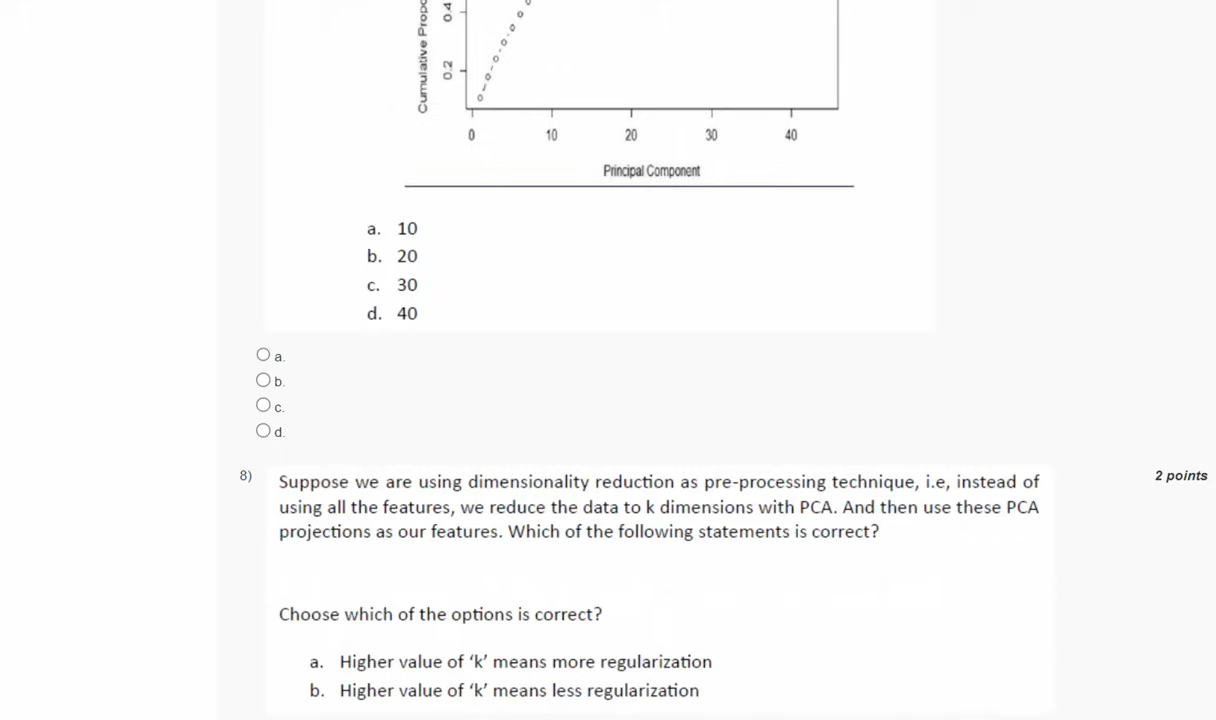 Cumulative Propo
0.4
0.2
0 10 20 30 40
Principal Component
a. 10
b. 20
c. 30
d. 40
a.
b.
c.
d.
8) Suppose we are using dimensionality reduction as pre-processing technique, i.e, instead of 2 points
using all the features, we reduce the data to k dimensions with PCA. And then use these PCA
projections as our features. Which of the following statements is correct?
Choose which of the options is correct?
a. Higher value of ‘k’ means more regularization
b. Higher value of ‘k’ means less regularization